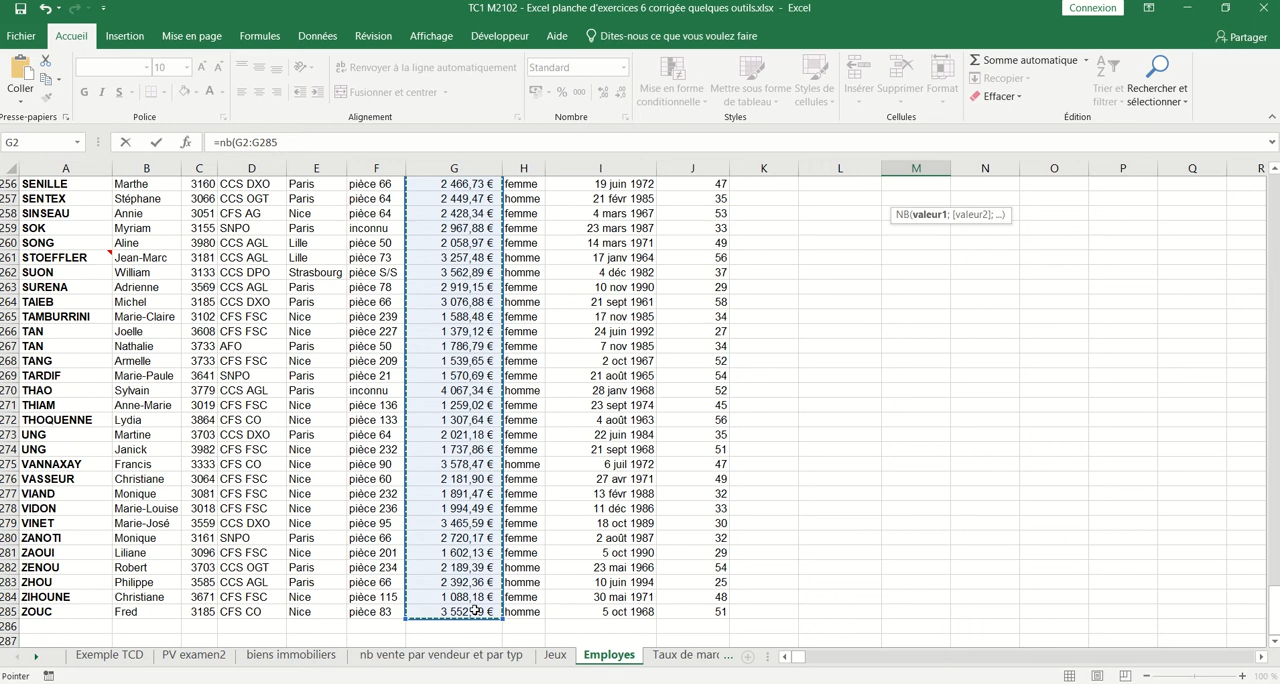 TC1 M2102 - Excel planche d'exercices 6 corrigée quelques outils.xlsx - Excel
Connexion
Fichier Accueil Insertion Mise en page Formules Données Révision Affichage Développeur Aide Dites-nous ce que vous voulez faire Partager
10 Renvoyer à la ligne automatiquement Standard Somme automatique
Coller G I S Fusionner et centrer % 000 Mise en forme conditionnelle Mettre sous forme de tableau Styles de cellules Insérer Supprimer Format Recopier Effacer Trier et filtrer Rechercher et sélectionner
Presse-papiers Police Alignement Nombre Styles Cellules Édition
G2 fx =nb(G2:G285
A B C D E F G H I J K L M N O P Q R
256 SENILLE Marthe 3160 CCS DXO Paris pièce 66 2 466,73 € femme 19 juin 1972 47
257 SENTEX Stéphane 3066 CCS OGT Paris pièce 64 2 449,47 € homme 21 févr 1985 35
258 SINSEAU Annie 3051 CFS AG Nice pièce 64 2 428,34 € femme 4 mars 1967 53
NB(valeur1; [valeur2]; ...)
259 SOK Myriam 3155 SNPO Paris inconnu 2 967,88 € femme 23 mars 1987 33
260 SONG Aline 3980 CCS AGL Lille pièce 50 2 058,97 € femme 14 mars 1971 49
261 STOEFFLER Jean-Marc 3181 CCS AGL Lille pièce 73 3 257,48 € homme 17 janv 1964 56
262 SUON William 3133 CCS DPO Strasbourg pièce S/S 3 562,89 € homme 4 déc 1982 37
263 SURENA Adrienne 3569 CCS AGL Paris pièce 78 2 919,15 € femme 10 nov 1990 29
264 TAIEB Michel 3185 CCS DXO Paris pièce 66 3 076,88 € homme 21 sept 1961 58
265 TAMBURRINI Marie-Claire 3102 CFS FSC Nice pièce 239 1 588,48 € femme 17 nov 1985 34
266 TAN Joelle 3608 CFS FSC Nice pièce 227 1 379,12 € femme 24 juin 1992 27
267 TAN Nathalie 3733 AFO Paris pièce 50 1 786,79 € femme 7 nov 1985 34
268 TANG Armelle 3733 CFS FSC Nice pièce 209 1 539,65 € femme 2 oct 1967 52
269 TARDIF Marie-Paule 3641 SNPO Paris pièce 21 1 570,69 € femme 21 août 1965 54
270 THAO Sylvain 3779 CCS AGL Paris inconnu 4 067,34 € homme 28 janv 1968 52
271 THIAM Anne-Marie 3019 CFS FSC Nice pièce 136 1 259,02 € femme 23 sept 1974 45
272 THOQUENNE Lydia 3864 CFS CO Nice pièce 133 1 307,64 € femme 4 août 1963 56
273 UNG Martine 3703 CCS DXO Paris pièce 64 2 021,18 € femme 22 juin 1984 35
274 UNG Janick 3982 CFS FSC Nice pièce 232 1 737,86 € femme 21 sept 1968 51
275 VANNAXAY Francis 3333 CFS CO Nice pièce 90 3 578,47 € homme 6 juil 1972 47
276 VASSEUR Christiane 3064 CFS FSC Nice pièce 60 2 181,90 € femme 27 avr 1971 49
277 VIAND Monique 3081 CFS FSC Nice pièce 232 1 891,47 € femme 13 févr 1988 32
278 VIDON Marie-Louise 3018 CFS FSC Nice pièce 236 1 994,49 € femme 11 déc 1986 33
279 VINET Marie-José 3559 CCS DXO Nice pièce 95 3 465,59 € femme 18 oct 1989 30
280 ZANOTI Monique 3161 SNPO Paris pièce 66 2 720,17 € femme 2 août 1987 32
281 ZAOUI Liliane 3096 CFS FSC Nice pièce 201 1 602,13 € femme 5 oct 1990 29
282 ZENOU Robert 3703 CCS OGT Paris pièce 234 2 189,39 € homme 23 mai 1966 54
283 ZHOU Philippe 3585 CCS AGL Paris pièce 66 2 392,36 € homme 10 juin 1994 25
284 ZIHOUNE Christiane 3671 CFS FSC Nice pièce 115 1 088,18 € femme 30 mai 1971 48
285 ZOUC Fred 3185 CFS CO Nice pièce 83 homme 5 oct 1968 51
286
287
Exemple TCD PV examen2 biens immobiliers nb vente par vendeur et par typ Jeux Employes Taux de marc ...
Pointer 100 %